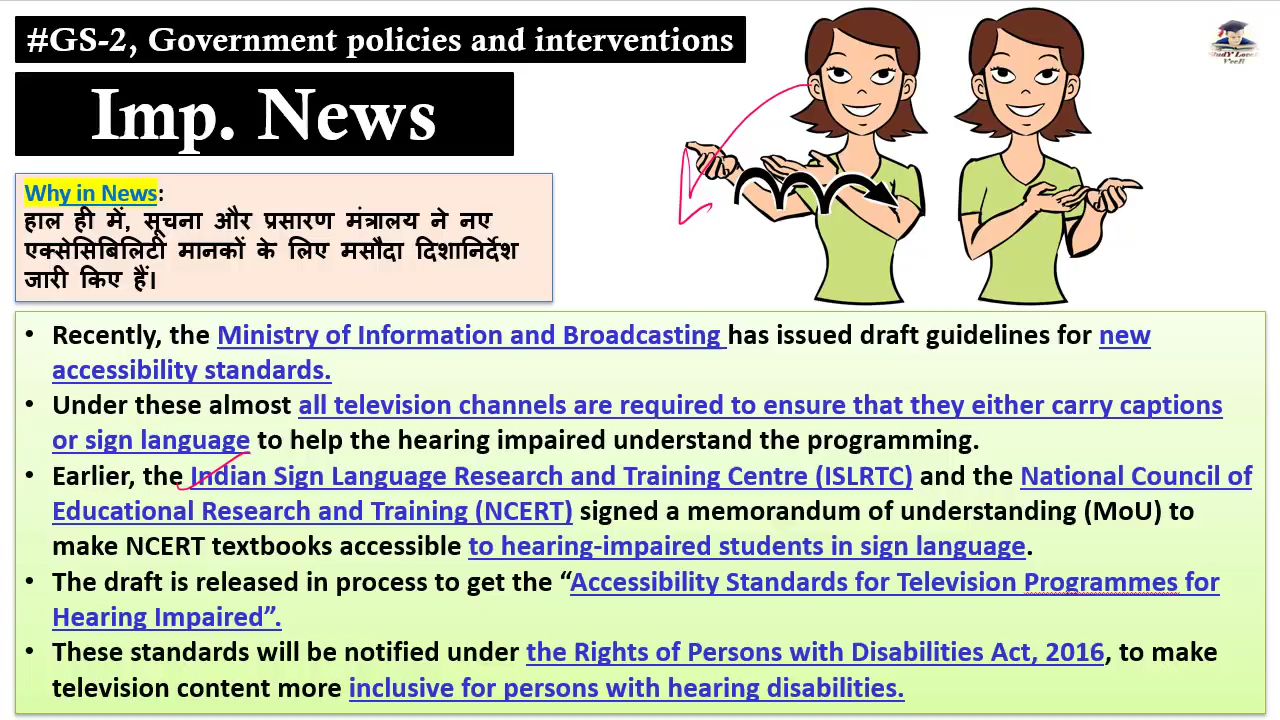 #GS-2, Government policies and interventions
Imp. News
Why in News:
हाल ही में, सूचना और प्रसारण मंत्रालय ने नए
एक्सेसिबिलिटी मानकों के लिए मसौदा दिशानिर्देश
जारी किए हैं।
• Recently, the Ministry of Information and Broadcasting has issued draft guidelines for new
accessibility standards.
• Under these almost all television channels are required to ensure that they either carry captions
or sign language to help the hearing impaired understand the programming.
• Earlier, the Indian Sign Language Research and Training Centre (ISLRTC) and the National Council of
Educational Research and Training (NCERT) signed a memorandum of understanding (MoU) to
make NCERT textbooks accessible to hearing-impaired students in sign language.
• The draft is released in process to get the “Accessibility Standards for Television Programmes for
Hearing Impaired”.
• These standards will be notified under the Rights of Persons with Disabilities Act, 2016, to make
television content more inclusive for persons with hearing disabilities.